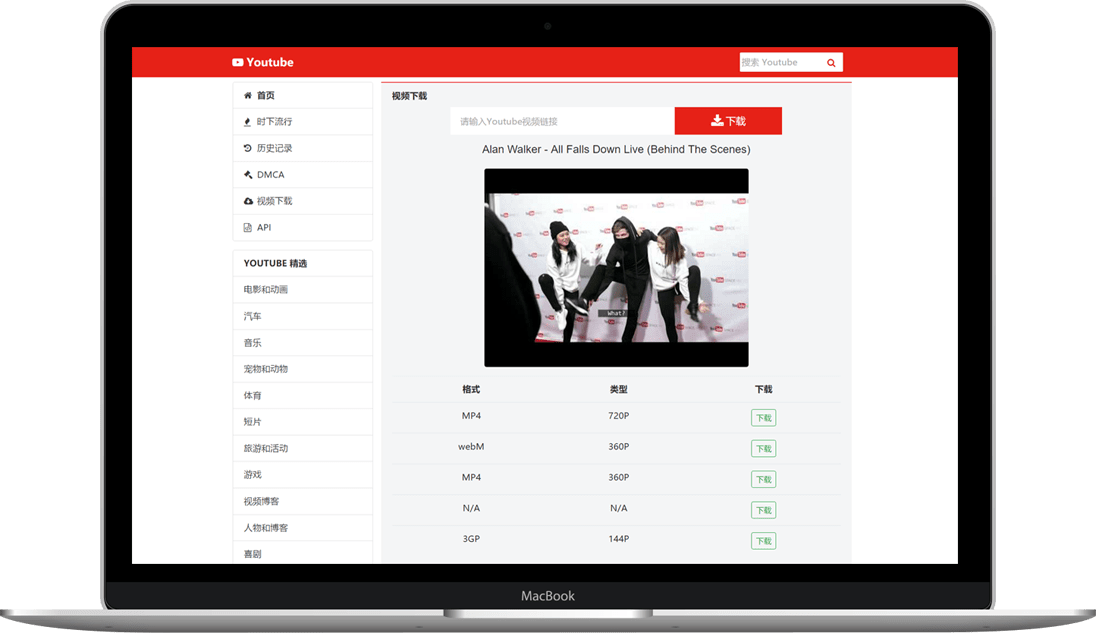 Youtube
搜索 Youtube
首页
时下流行
历史记录
DMCA
视频下载
API
YOUTUBE 精选
电影和动画
汽车
音乐
宠物和动物
体育
短片
旅游和活动
游戏
视频博客
人物和博客
喜剧
视频下载
请输入Youtube视频链接
下载
Alan Walker - All Falls Down Live (Behind The Scenes)
What?
格式 类型 下载
MP4 720P 下载
webM 360P 下载
MP4 360P 下载
N/A N/A 下载
3GP 144P 下载
MacBook